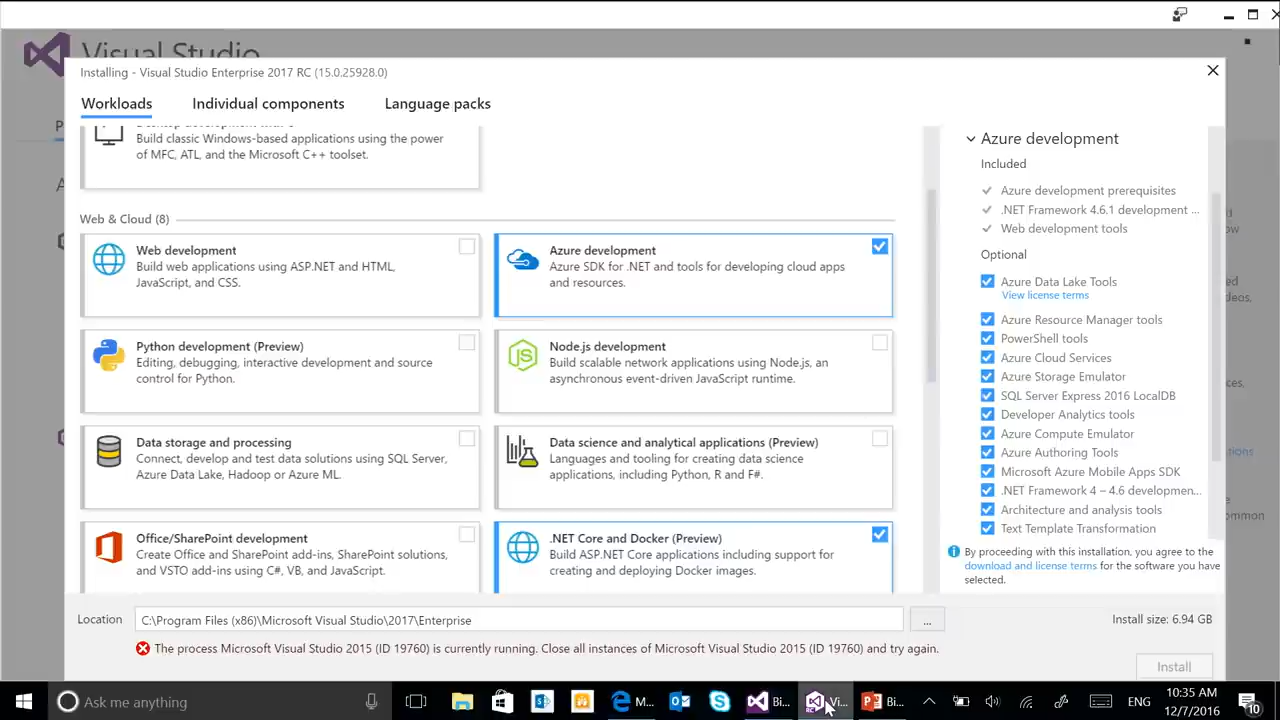 Visual Studio
Installing - Visual Studio Enterprise 2017 RC (15.0.25928.0)
Workloads
Individual components
Language packs
Build classic Windows-based applications using the power
of MFC, ATL, and the Microsoft C++ toolset.
Web & Cloud (8)
Web development
Build web applications using ASP.NET and HTML,
JavaScript, and CSS.
Azure development
Azure SDK for .NET and tools for developing cloud apps
and resources.
Python development (Preview)
Editing, debugging, interactive development and source
control for Python.
Node.js development
Build scalable network applications using Node.js, an
asynchronous event-driven JavaScript runtime.
Data storage and processing
Connect, develop and test data solutions using SQL Server,
Azure Data Lake, Hadoop or Azure ML.
Data science and analytical applications (Preview)
Languages and tooling for creating data science
applications, including Python, R and F#.
Office/SharePoint development
Create Office and SharePoint add-ins, SharePoint solutions,
and VSTO add-ins using C#, VB, and JavaScript.
.NET Core and Docker (Preview)
Build ASP.NET Core applications including support for
creating and deploying Docker images.
Azure development
Included
Azure development prerequisites
.NET Framework 4.6.1 development ...
Web development tools
Optional
Azure Data Lake Tools
View license terms
Azure Resource Manager tools
PowerShell tools
Azure Cloud Services
Azure Storage Emulator
SQL Server Express 2016 LocalDB
Developer Analytics tools
Azure Compute Emulator
Azure Authoring Tools
Microsoft Azure Mobile Apps SDK
.NET Framework 4 – 4.6 developmen...
Architecture and analysis tools
Text Template Transformation
By proceeding with this installation, you agree to the
download and license terms for the software you have
selected.
Location
C:\Program Files (x86)\Microsoft Visual Studio\2017\Enterprise
...
Install size: 6.94 GB
The process Microsoft Visual Studio 2015 (ID 19760) is currently running. Close all instances of Microsoft Visual Studio 2015 (ID 19760) and try again.
Install
Ask me anything
M...
Bi...
Vi...
Bi...
ENG
10:35 AM
12/7/2016
10